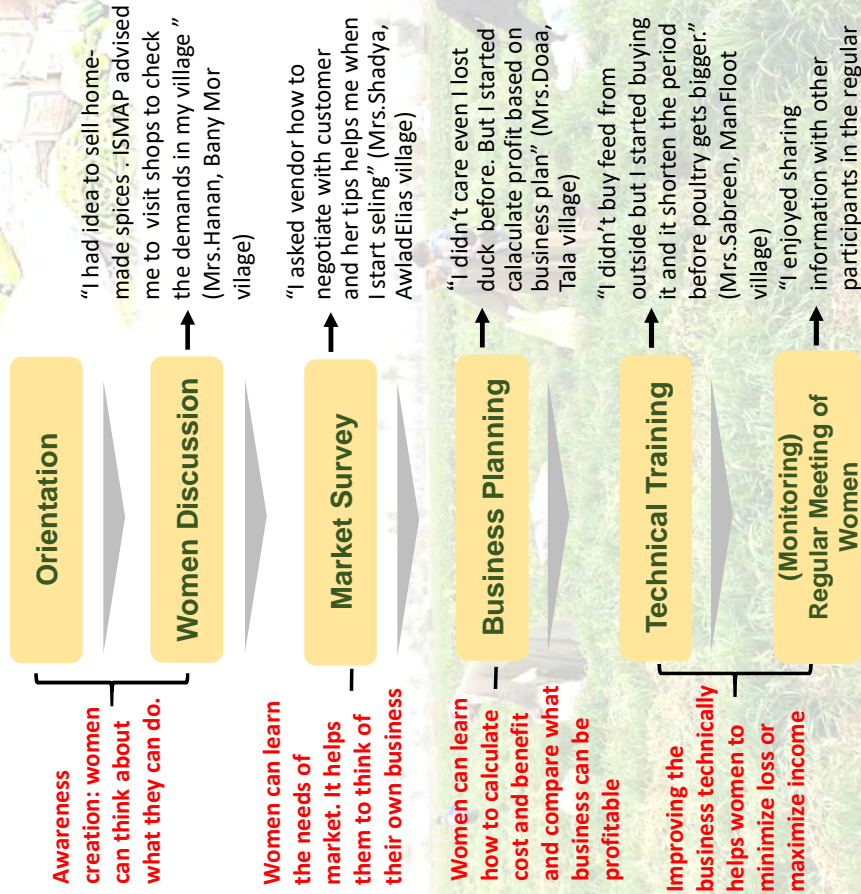 Orientation
Women Discussion
Market Survey
Business Planning
Technical Training
(Monitoring)
Regular Meeting of
Women
Awareness
creation: women
can think about
what they can do.
Women can learn
the needs of
market. It helps
them to think of
their own business
Women can learn
how to calculate
cost and benefit
and compare what
business can be
profitable
Improving the
business technically
helps women to
minimize loss or
maximize income
“I had idea to sell home-
made spices . ISMAP advised
me to visit shops to check
the demands in my village ”
(Mrs.Hanan, Bany Mor
vilage)
“I asked vendor how to
negotiate with customer
and her tips helps me when
I start seling” (Mrs.Shadya,
AwladElias village)
“I didn‘t care even I lost
duck before. But I started
calaculate profit based on
business plan” (Mrs.Doaa,
Tala village)
“I didn’t buy feed from
outside but I started buying
it and it shorten the period
before poultry gets bigger.”
(Mrs.Sabreen, ManFloot
village)
“I enjoyed sharing
information with other
participants in the regular